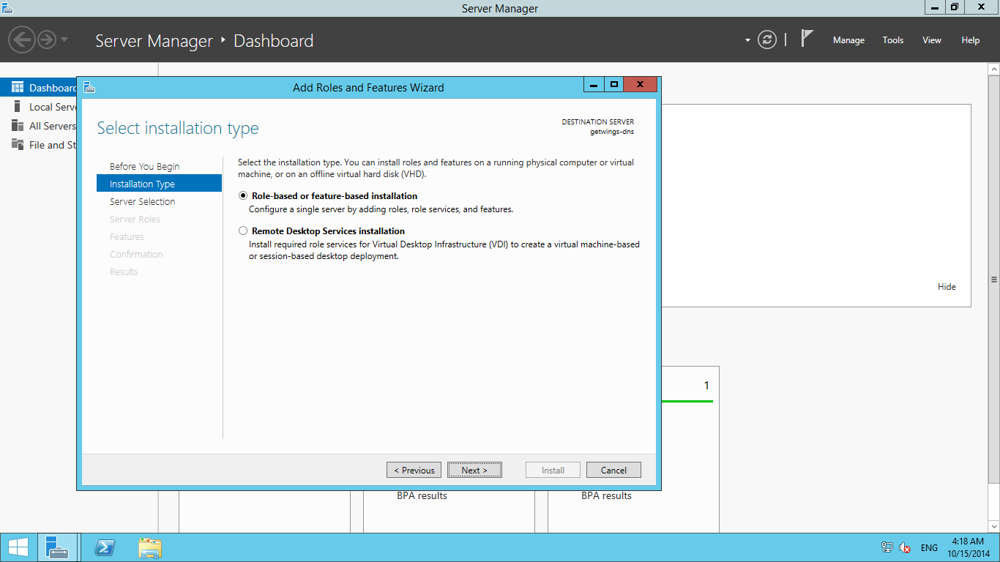 Server Manager
Server Manager
Dashboard
Manage
Tools
View
Help
Dashboard
Local Serve
All Servers
File and St
Add Roles and Features Wizard
Select installation type
DESTINATION SERVER
getwings-dns
Before You Begin
Installation Type
Server Selection
Server Roles
Features
Confirmation
Results
Select the installation type. You can install roles and features on a running physical computer or virtual
machine, or on an offline virtual hard disk (VHD).
Role-based or feature-based installation
Configure a single server by adding roles, role services, and features.
Remote Desktop Services installation
Install required role services for Virtual Desktop Infrastructure (VDI) to create a virtual machine-based
or session-based desktop deployment.
< Previous
Next >
Install
Cancel
Hide
1
BPA results
BPA results
ENG
4:18 AM
10/15/2014